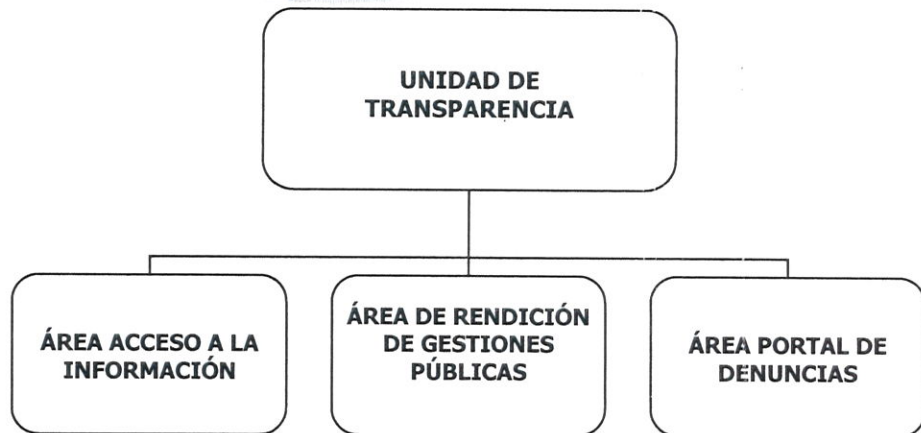 UNIDAD DE
TRANSPARENCIA
ÁREA ACCESO A LA
INFORMACIÓN
ÁREA DE RENDICIÓN
DE GESTIONES
PÚBLICAS
ÁREA PORTAL DE
DENUNCIAS